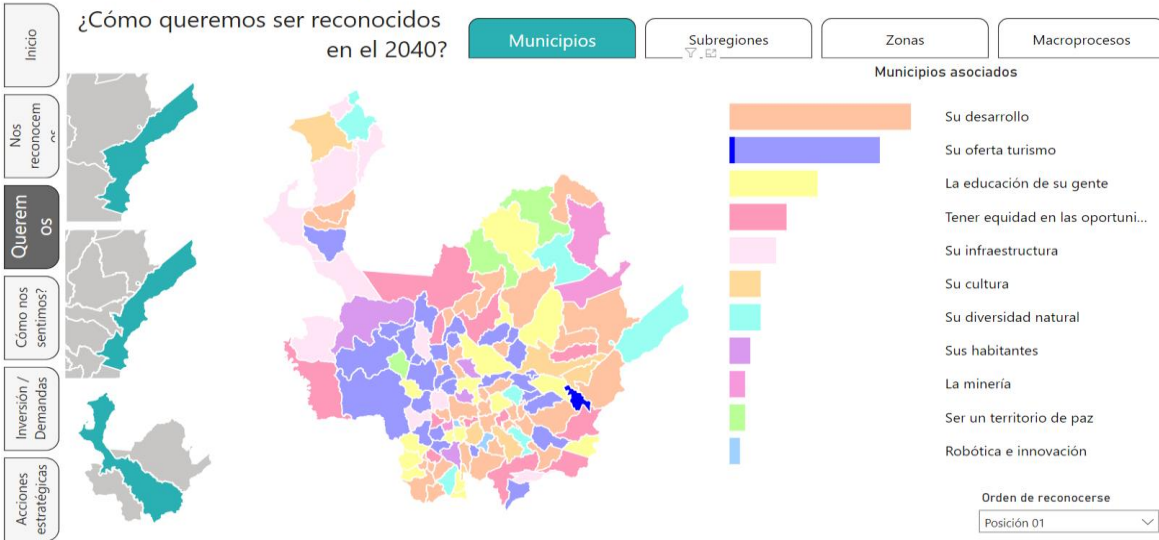 ¿Cómo queremos ser reconocidos
en el 2040?
Municipios
Subregiones
Zonas
Macroprocesos
Inicio
Nos
reconocem
os
Querem
os
Cómo nos
sentimos?
Inversión /
Demandas
Acciones
estratégicas
Municipios asociados
Su desarrollo
Su oferta turismo
La educación de su gente
Tener equidad en las oportuni...
Su infraestructura
Su cultura
Su diversidad natural
Sus habitantes
La minería
Ser un territorio de paz
Robótica e innovación
Orden de reconocerse
Posición 01